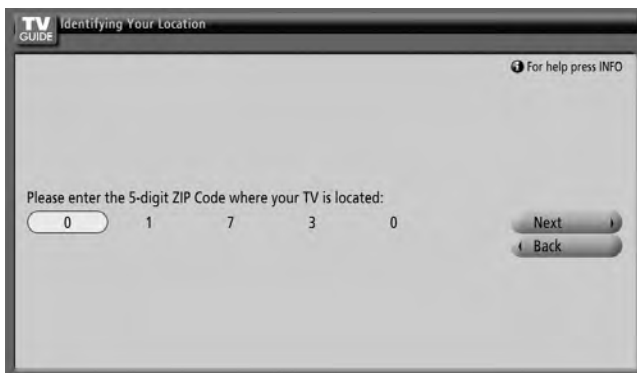 TV
GUIDE
Identifying Your Location
i For help press INFO
Please enter the 5-digit ZIP Code where your TV is located:
0 1 7 3 0
Next
Back